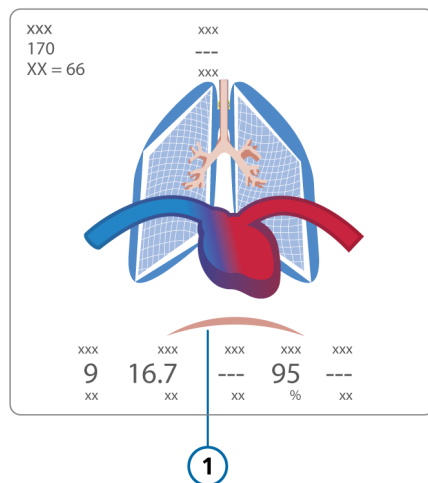 xxx
170
XX = 66
xxx
---
xxx
xxx xxx xxx xxx xxx
9 16.7 --- 95 ---
xx xx xx % xx
1